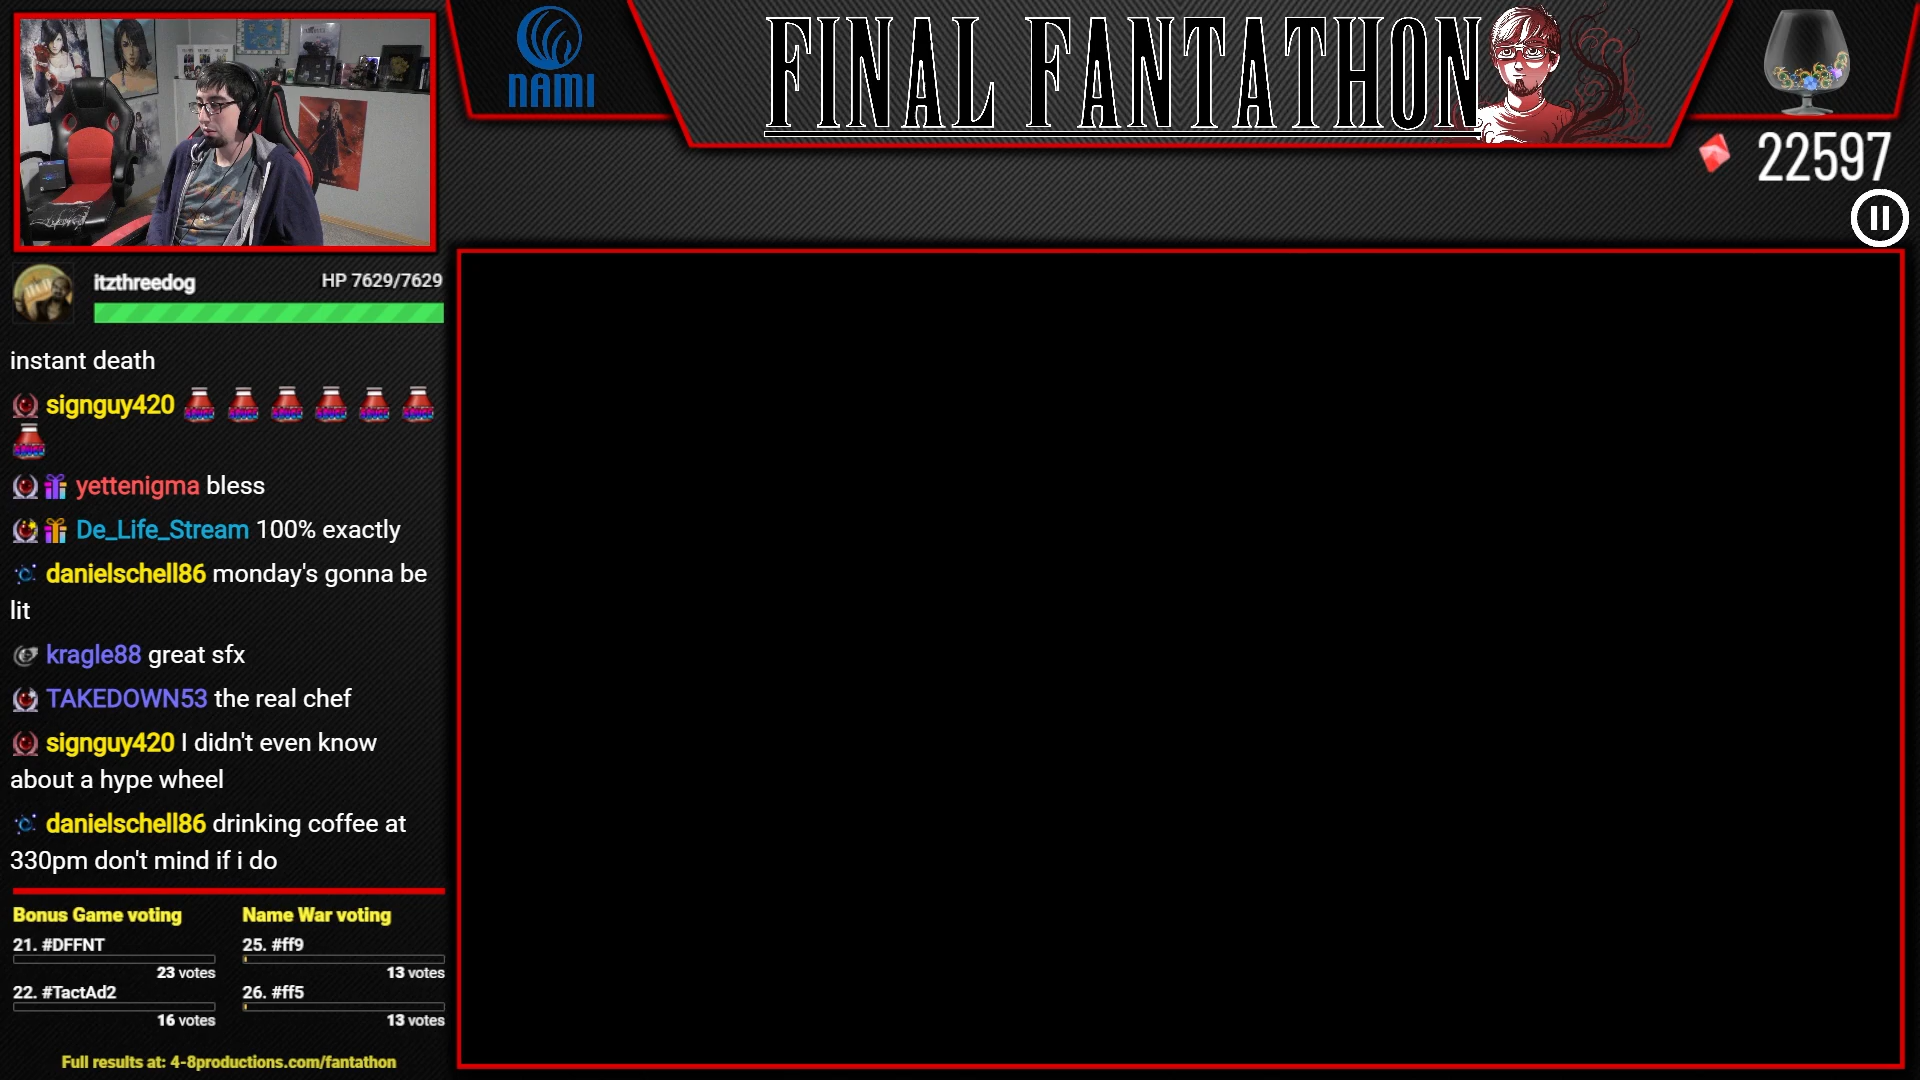 NAMI
FINAL FANTATHON
22597
itzthreedog
HP 7629/7629
instant death
signguy420
yettenigma bless
De_Life_Stream 100% exactly
danielschell86 monday's gonna be
lit
kragle88 great sfx
TAKEDOWN53 the real chef
signguy420 I didn't even know
about a hype wheel
danielschell86 drinking coffee at
330pm don't mind if i do
Bonus Game voting
21. #DFFNT
23 votes
22. #TactAd2
16 votes
Name War voting
25. #ff9
13 votes
26. #ff5
13 votes
Full results at: 4-8productions.com/fantathon